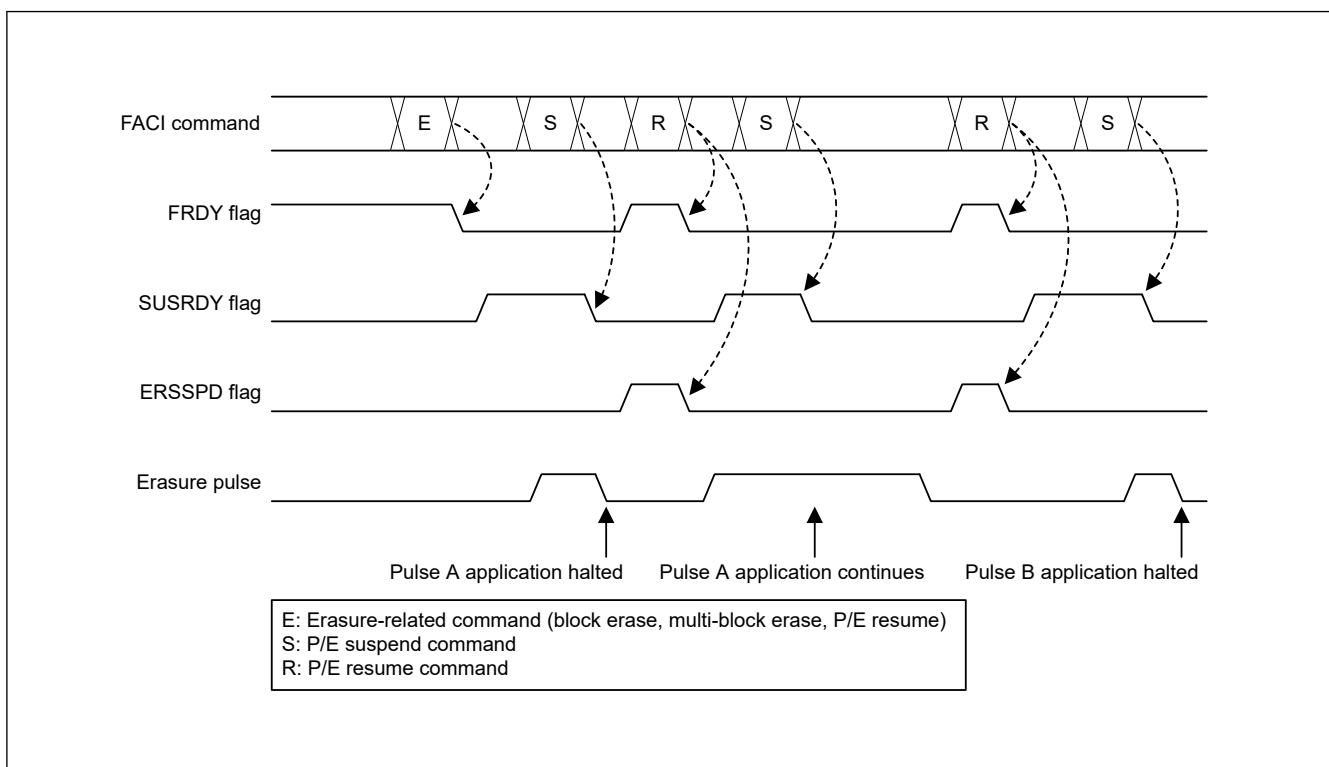 FACI command
E
S
R
S
R
S
FRDY flag
SUSRDY flag
ERSSPD flag
Erasure pulse
Pulse A application halted
Pulse A application continues
Pulse B application halted
E: Erasure-related command (block erase, multi-block erase, P/E resume)
S: P/E suspend command
R: P/E resume command